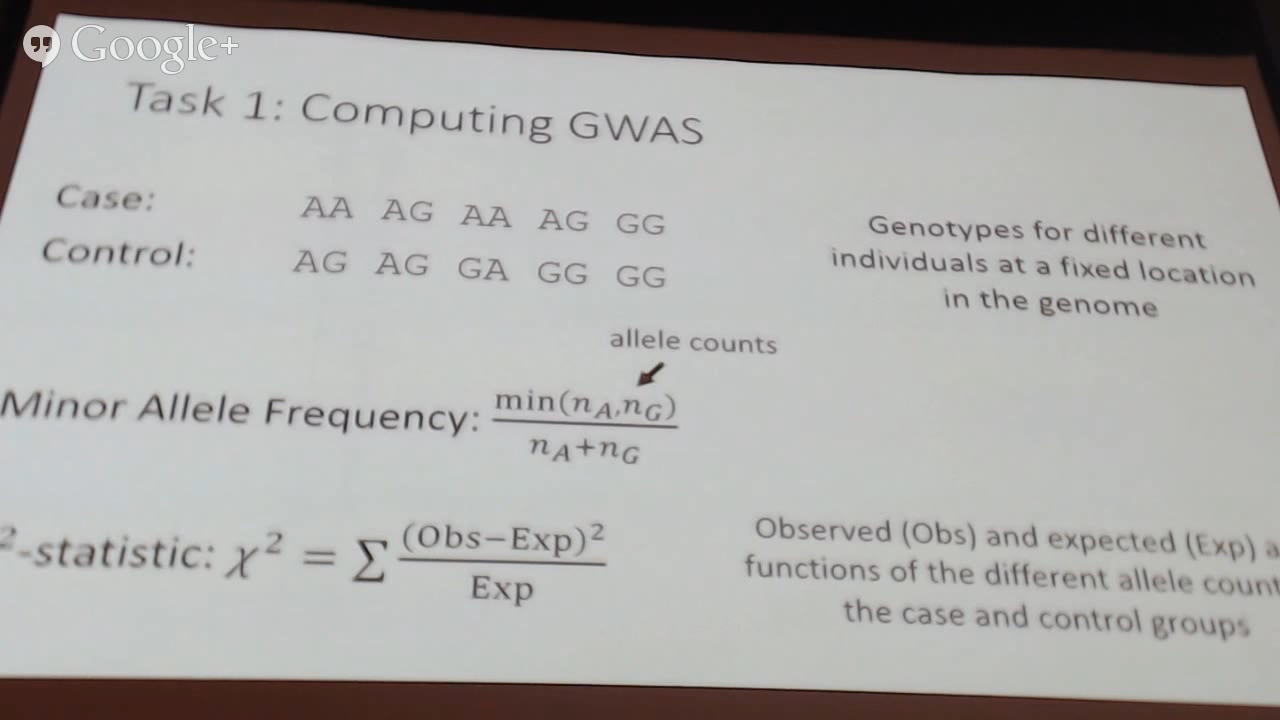 Google+
Task 1: Computing GWAS
Case: AA AG AA AG GG
Control: AG AG GA GG GG
Genotypes for different
individuals at a fixed location
in the genome
allele counts
Minor Allele Frequency: min(n_A,n_G) / n_A+n_G
²-statistic: χ² = Σ (Obs−Exp)² / Exp
Observed (Obs) and expected (Exp) a
functions of the different allele count
the case and control groups